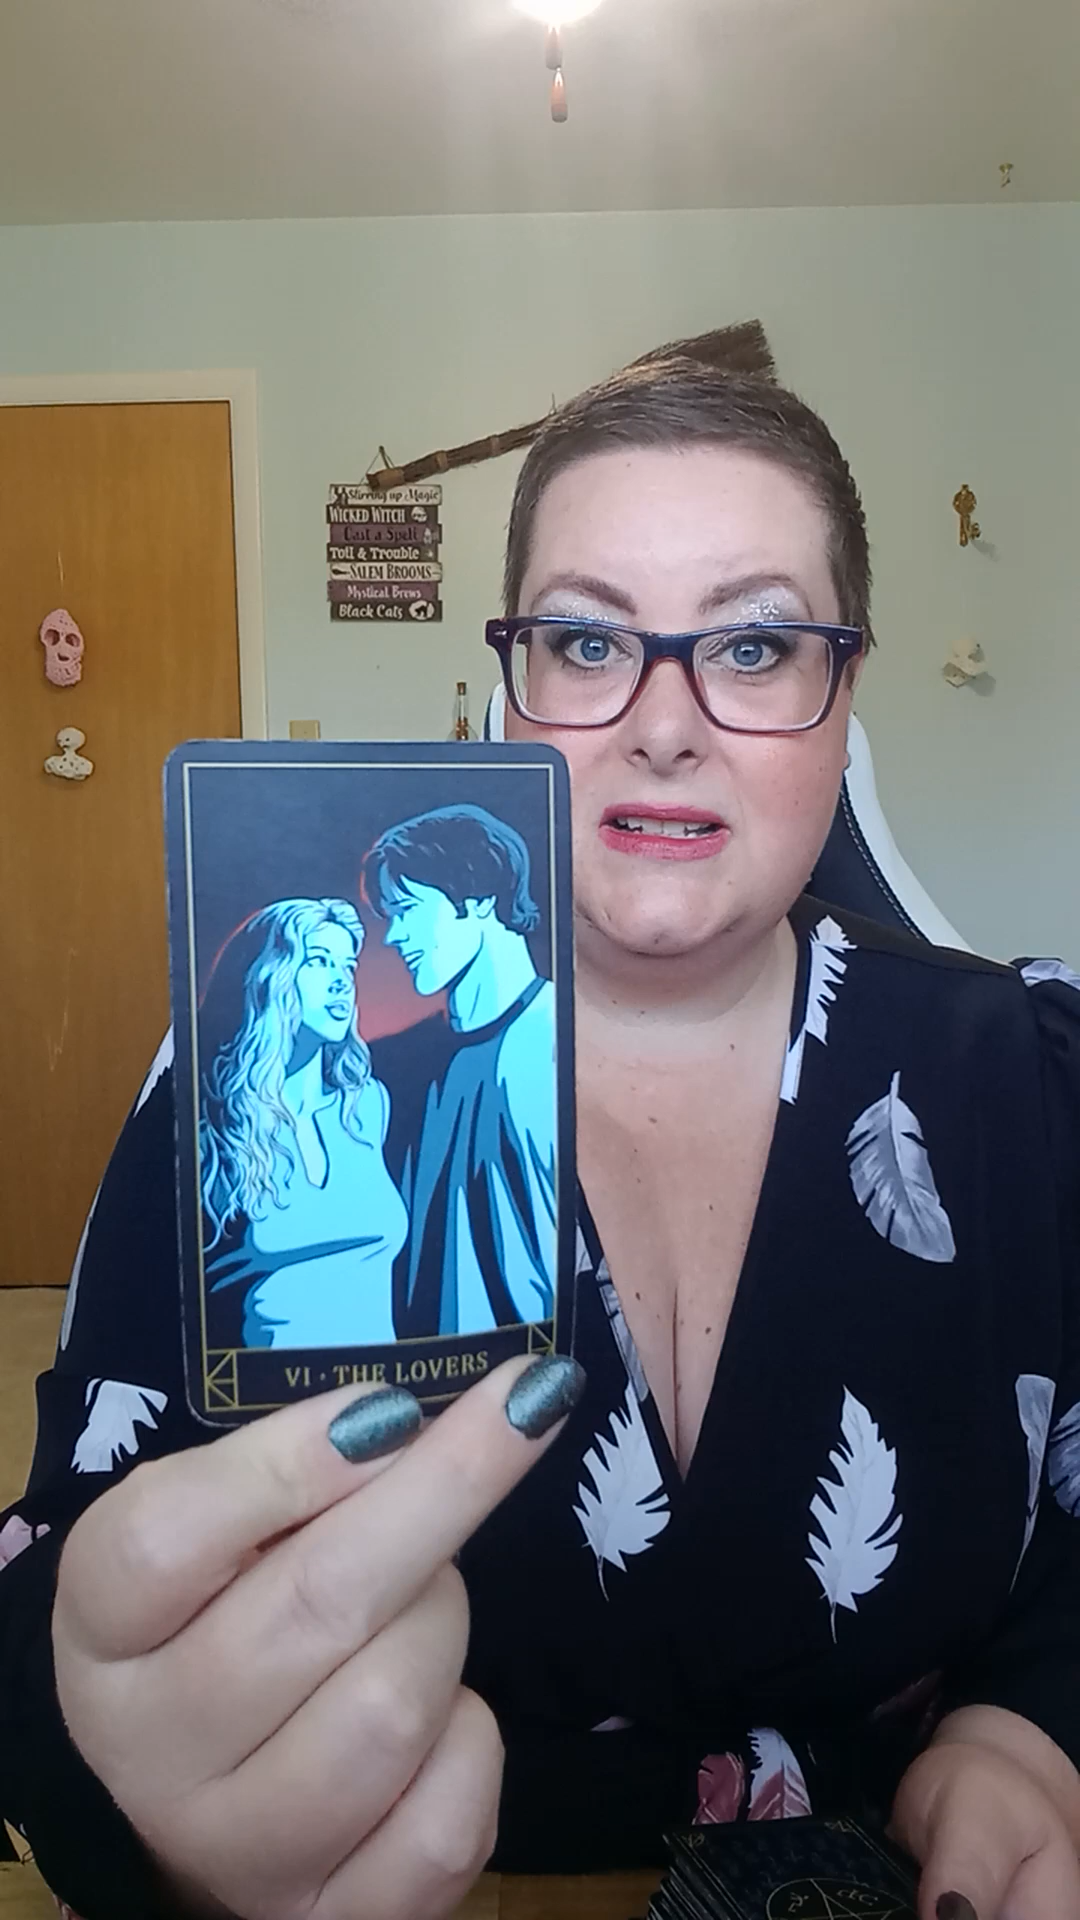 Stirring up Magic
WICKED WITCH
Cast a Spell
Toil & Trouble
SALEM BROOMS
Mystical Brews
Black Cats
VI · THE LOVERS